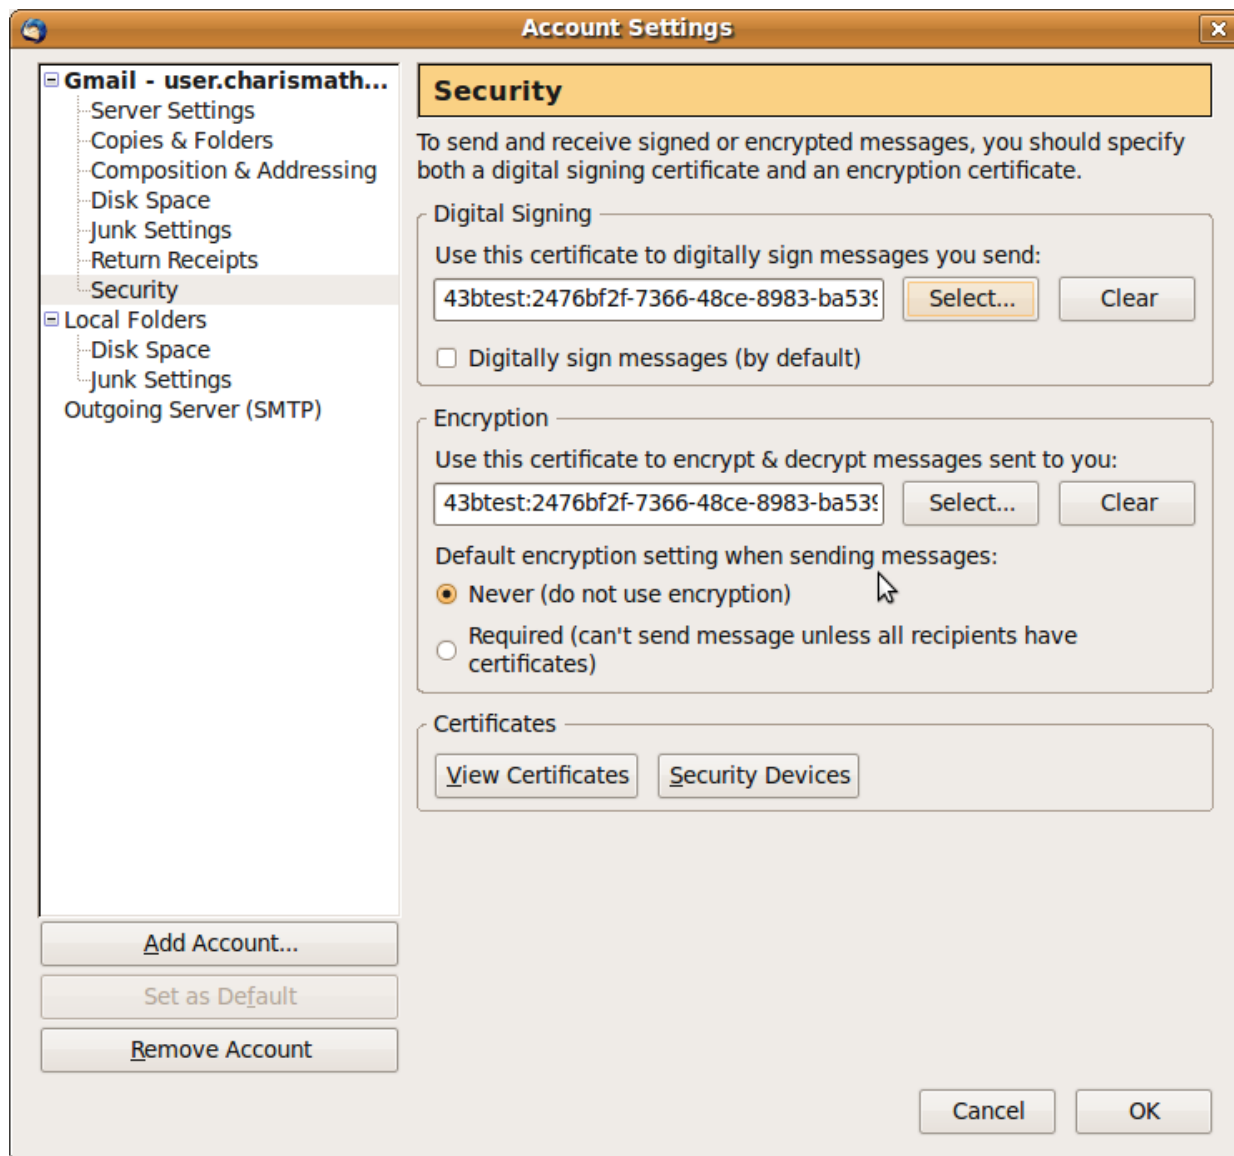 Account Settings
Gmail - user.charismath...
Server Settings
Copies & Folders
Composition & Addressing
Disk Space
Junk Settings
Return Receipts
Security
Local Folders
Disk Space
Junk Settings
Outgoing Server (SMTP)
Add Account...
Set as Default
Remove Account
Security
To send and receive signed or encrypted messages, you should specify
both a digital signing certificate and an encryption certificate.
Digital Signing
Use this certificate to digitally sign messages you send:
43btest:2476bf2f-7366-48ce-8983-ba539 Select... Clear
Digitally sign messages (by default)
Encryption
Use this certificate to encrypt & decrypt messages sent to you:
43btest:2476bf2f-7366-48ce-8983-ba539 Select... Clear
Default encryption setting when sending messages:
Never (do not use encryption)
Required (can't send message unless all recipients have
certificates)
Certificates
View Certificates Security Devices
Cancel OK